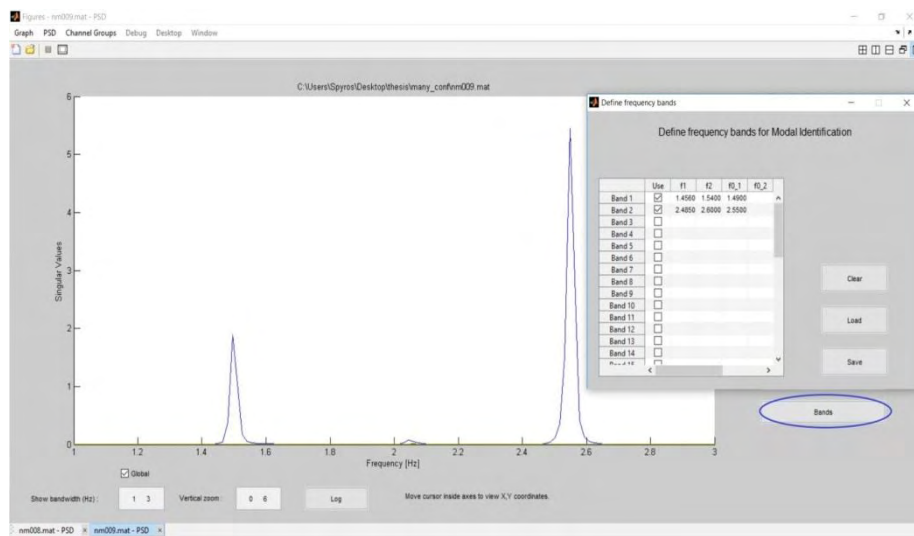 Figures - nm009.mat - PSD
Graph PSD Channel Groups Debug Desktop Window
C:\Users\Spyros\Desktop\thesis\many_conf\nm009.mat
Singular Values
6
5
4
3
2
1
0
1 1.2 1.4 1.6 1.8 2 2.2 2.4 2.6 2.8 3
Frequency [Hz]
Global
Show bandwidth (Hz) : 1 3 Vertical zoom : 0 6 Log Move cursor inside axes to view X,Y coordinates.
Define frequency bands
Define frequency bands for Modal Identification
Use f1 f2 f0_1 f0_2
Band 1 1.4560 1.5400 1.4900
Band 2 2.4850 2.6000 2.5500
Band 3
Band 4
Band 5
Band 6
Band 7
Band 8
Band 9
Band 10
Band 11
Band 12
Band 13
Band 14
Band 15
Clear
Load
Save
Bands
nm008.mat - PSD × nm009.mat - PSD ×